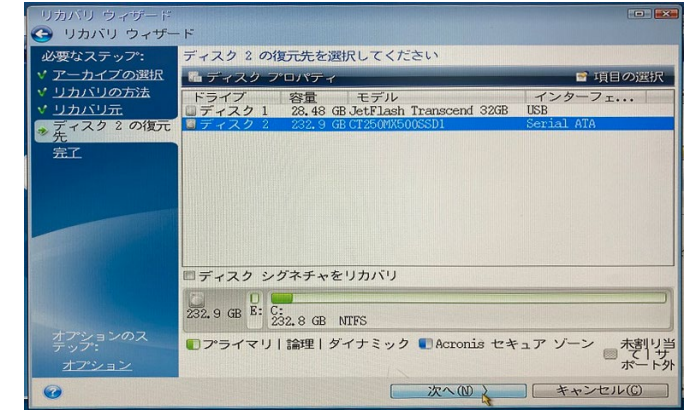 リカバリ ウィザード
リカバリ ウィザード
必要なステップ:
アーカイブの選択
リカバリの方法
リカバリ元
ディスク 2 の復元先
完了
オプションのステップ:
オプション
ディスク 2 の復元先を選択してください
ディスク プロパティ
項目の選択
ドライブ 容量 モデル インターフェ...
ディスク 1 28.48 GB JetFlash Transcend 32GB USB
ディスク 2 232.9 GB CT250MX500SSD1 Serial ATA
ディスク シグネチャをリカバリ
232.9 GB E: C:
232.8 GB NTFS
プライマリ|論理|ダイナミック Acronis セキュア ゾーン 未割り当て|サポート外
次へ(N) キャンセル(C)